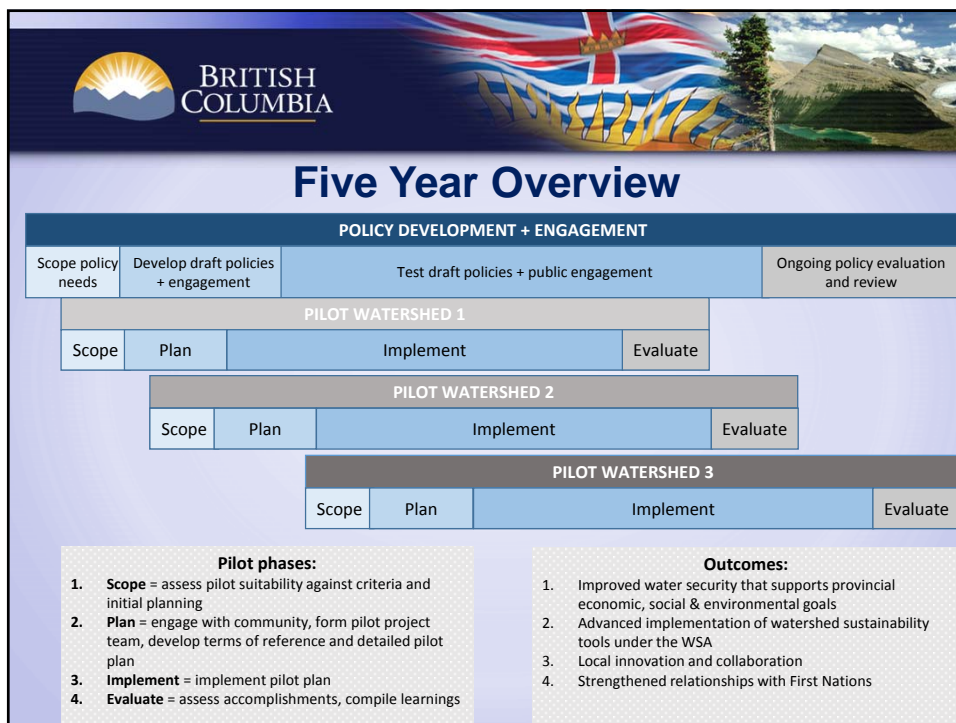 BRITISH
COLUMBIA
Five Year Overview
POLICY DEVELOPMENT + ENGAGEMENT
Scope policy
needs
Develop draft policies
+ engagement
Test draft policies + public engagement
Ongoing policy evaluation
and review
PILOT WATERSHED 1
Scope
Plan
Implement
Evaluate
PILOT WATERSHED 2
Scope
Plan
Implement
Evaluate
PILOT WATERSHED 3
Scope
Plan
Implement
Evaluate
Pilot phases:
1. Scope = assess pilot suitability against criteria and
initial planning
2. Plan = engage with community, form pilot project
team, develop terms of reference and detailed pilot
plan
3. Implement = implement pilot plan
4. Evaluate = assess accomplishments, compile learnings
Outcomes:
1. Improved water security that supports provincial
economic, social & environmental goals
2. Advanced implementation of watershed sustainability
tools under the WSA
3. Local innovation and collaboration
4. Strengthened relationships with First Nations